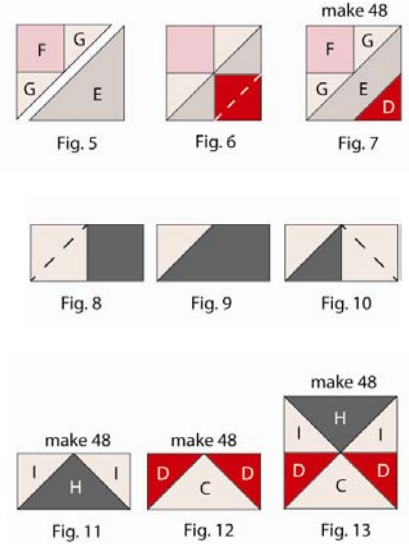 make 48
F G
G E
F G
G E
D
Fig. 5 Fig. 6 Fig. 7
Fig. 8 Fig. 9 Fig. 10
make 48
make 48 make 48
H
I I
I H I
D D
C
D D
C
Fig. 11 Fig. 12 Fig. 13